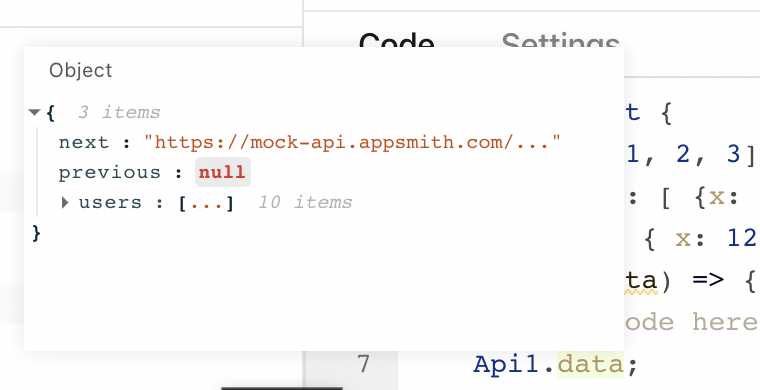 Code Settings
Object
{ 3 items
next : "https://mock-api.appsmith.com/..."
previous : null
users : [...] 10 items
}
t {
1, 2, 3]
: [ {x:
{ x: 12
ta) => {
ode here
7 Api1.data;